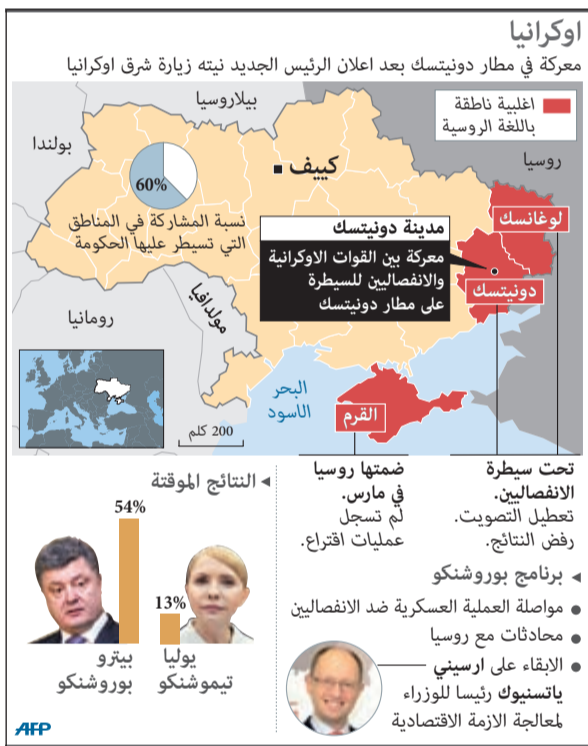 اوكرانيا
معركة في مطار دونيتسك بعد اعلان الرئيس الجديد نيته زيارة شرق اوكرانيا
اغلبية ناطقة
باللغة الروسية
بيلاروسيا
بولندا
روسيا
كييف
60%
نسبة المشاركة في المناطق
التي تسيطر عليها الحكومة
لوغانسك
مدينة دونيتسك
معركة بين القوات الاوكرانية
والانفصاليين للسيطرة
على مطار دونيتسك
دونيتسك
مولدافيا
رومانيا
البحر
الاسود
القرم
200 كلم
تحت سيطرة
الانفصاليين.
تعطيل التصويت.
رفض النتائج.
ضمتها روسيا
في مارس.
لم تسجل
عمليات اقتراع.
النتائج الموقتة
54%
13%
بيترو
بوروشنكو
يوليا
تيموشنكو
برنامج بوروشنكو
مواصلة العملية العسكرية ضد الانفصاليين
محادثات مع روسيا
الابقاء على ارسيني
ياتسنيوك رئيسا للوزراء
لمعالجة الازمة الاقتصادية
AFP